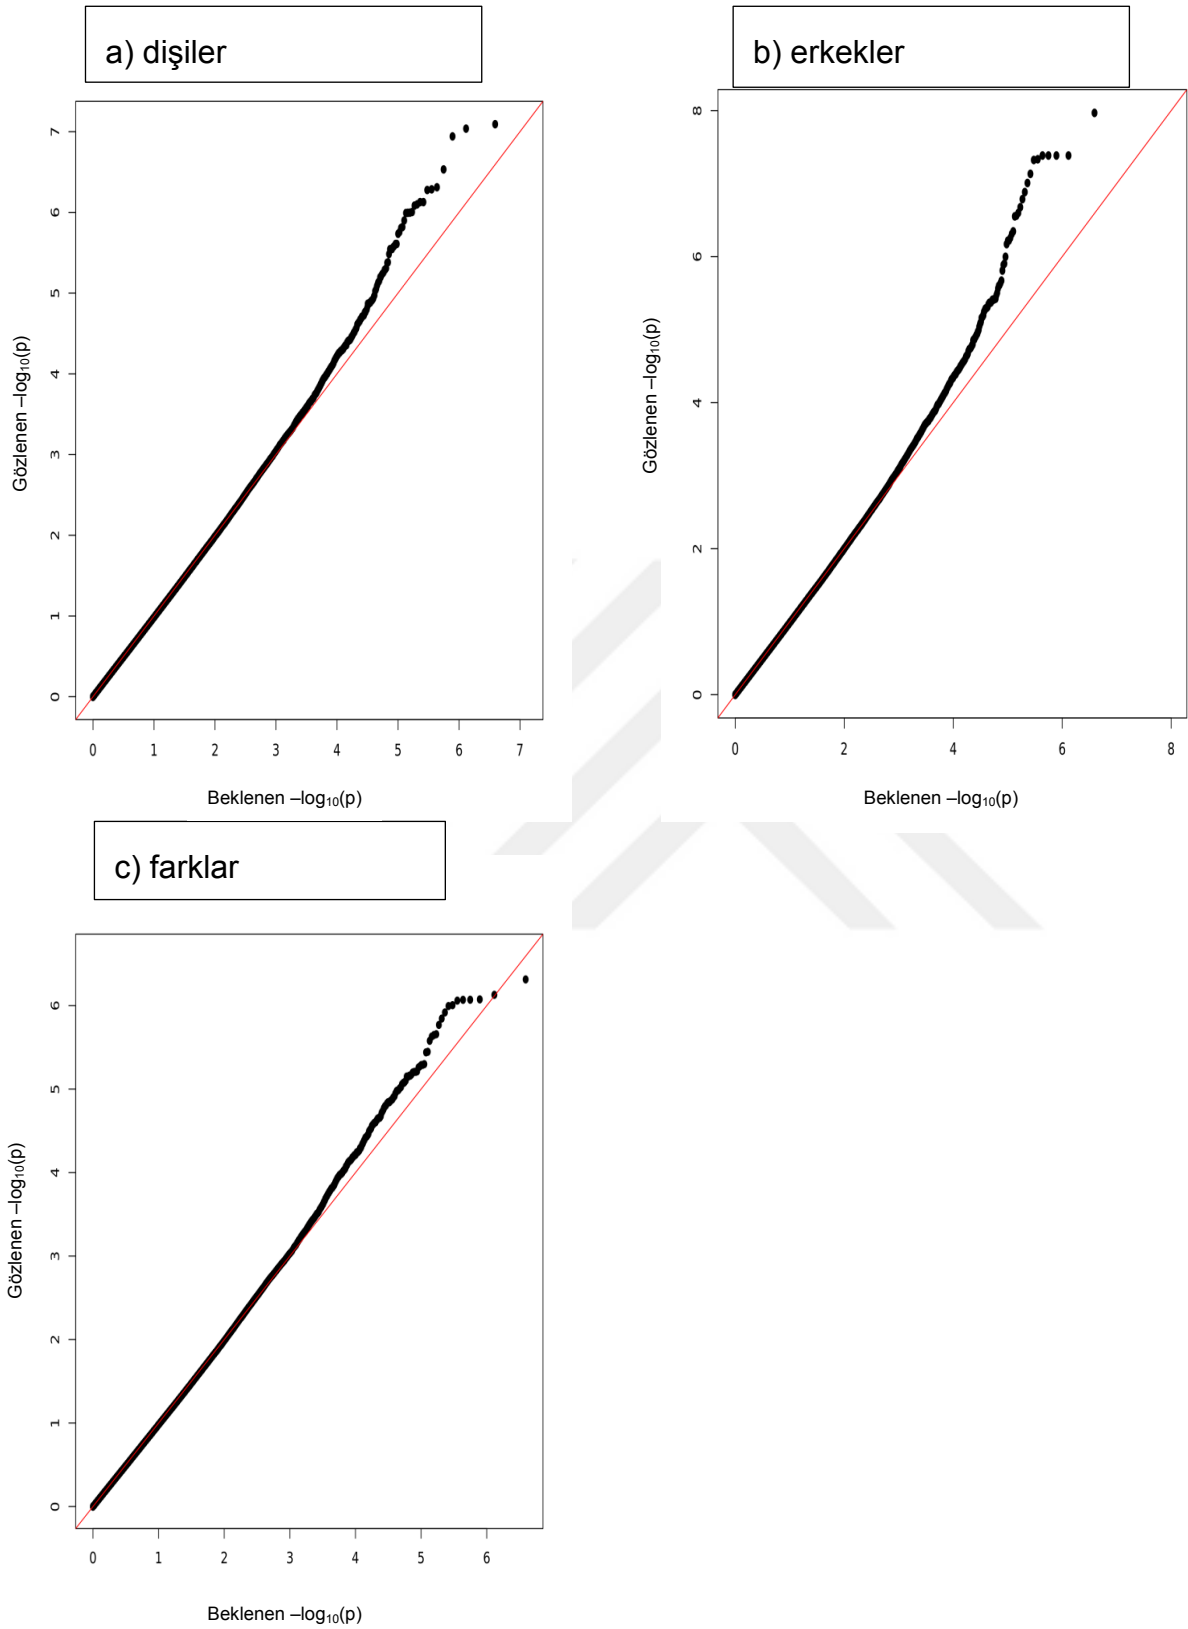 a) dişiler
b) erkekler
7
6
5
4
3
2
1
0
Gözlenen –log10(p)
0 1 2 3 4 5 6 7
Beklenen –log10(p)
8
6
4
2
0
Gözlenen –log10(p)
0 2 4 6 8
Beklenen –log10(p)
c) farklar
6
5
4
3
2
1
0
Gözlenen –log10(p)
0 1 2 3 4 5 6
Beklenen –log10(p)